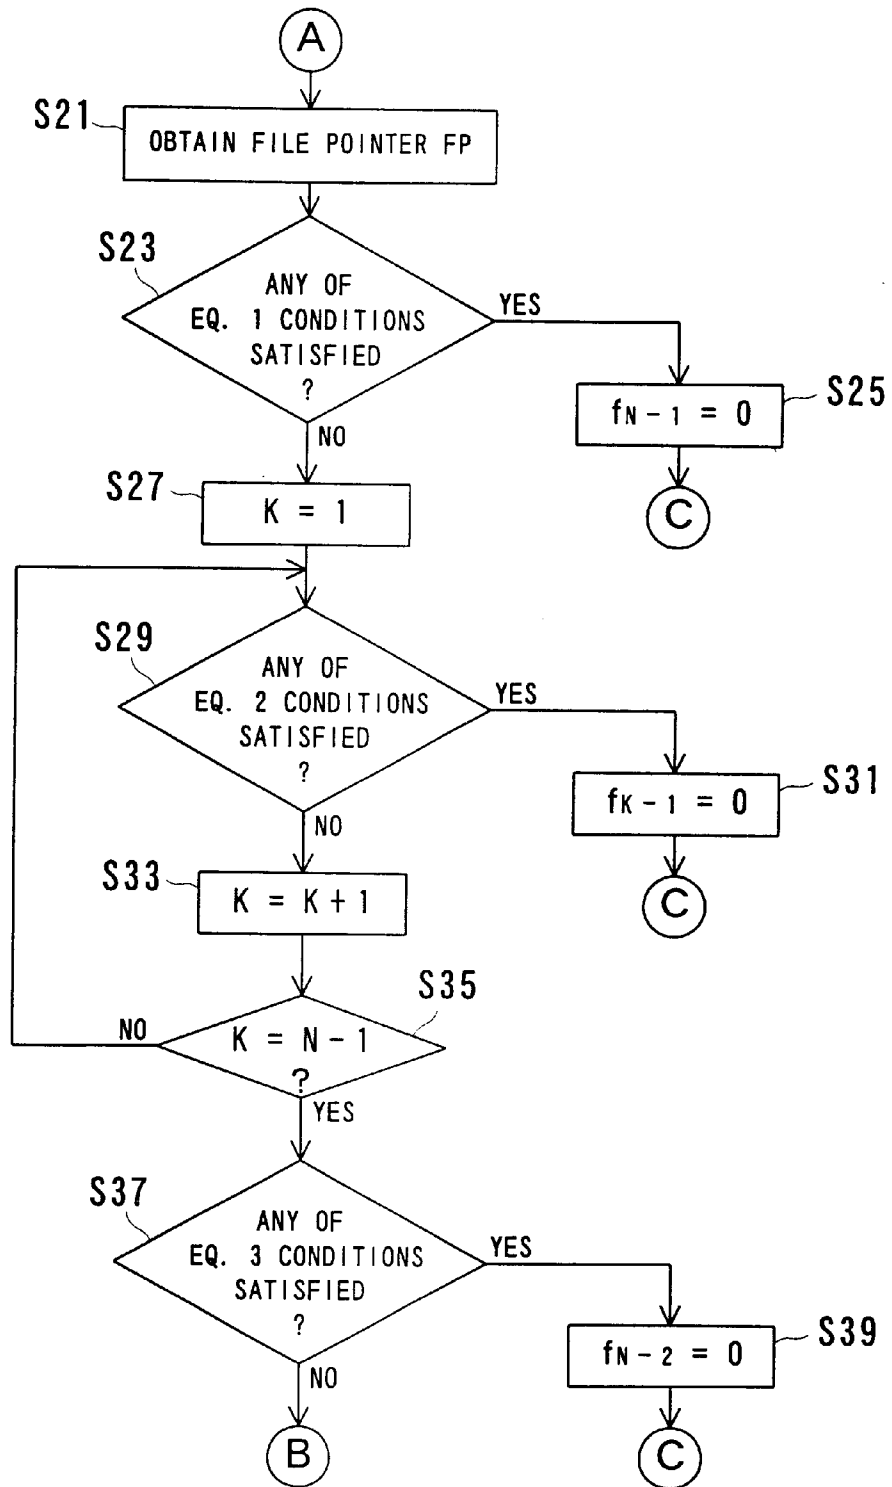 A
S21
OBTAIN FILE POINTER FP
S23
ANY OF
EQ. 1 CONDITIONS
SATISFIED
?
YES
NO
S25
fN-1 = 0
C
S27
K = 1
S29
ANY OF
EQ. 2 CONDITIONS
SATISFIED
?
YES
NO
S31
fK-1 = 0
C
S33
K = K+1
S35
K = N-1
?
NO
YES
S37
ANY OF
EQ. 3 CONDITIONS
SATISFIED
?
YES
NO
S39
fN-2 = 0
B
C